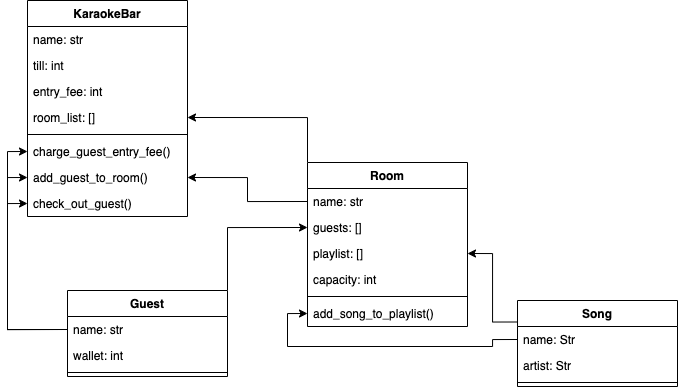 KaraokeBar
name: str
till: int
entry_fee: int
room_list: []
charge_guest_entry_fee()
add_guest_to_room()
check_out_guest()
Room
name: str
guests: []
playlist: []
capacity: int
add_song_to_playlist()
Guest
name: str
wallet: int
Song
name: Str
artist: Str